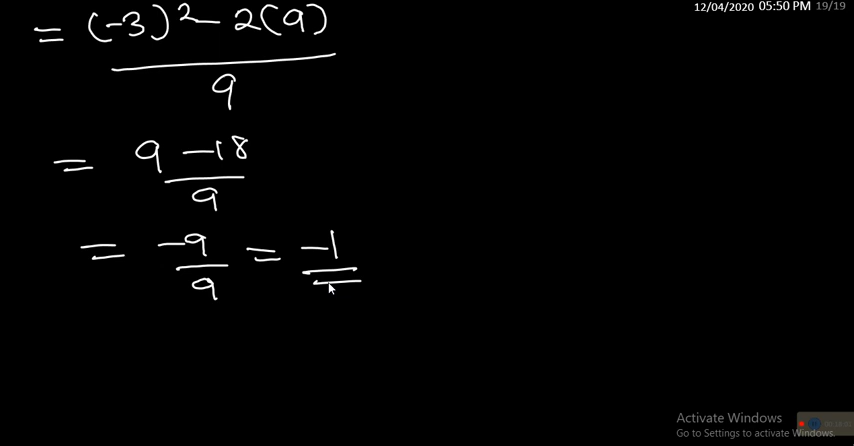 12/04/2020 05:50 PM 19/19
= (-3)² - 2(9)
9
= 9 - 18
9
= -9 = -1
9
Activate Windows
Go to Settings to activate Windows.